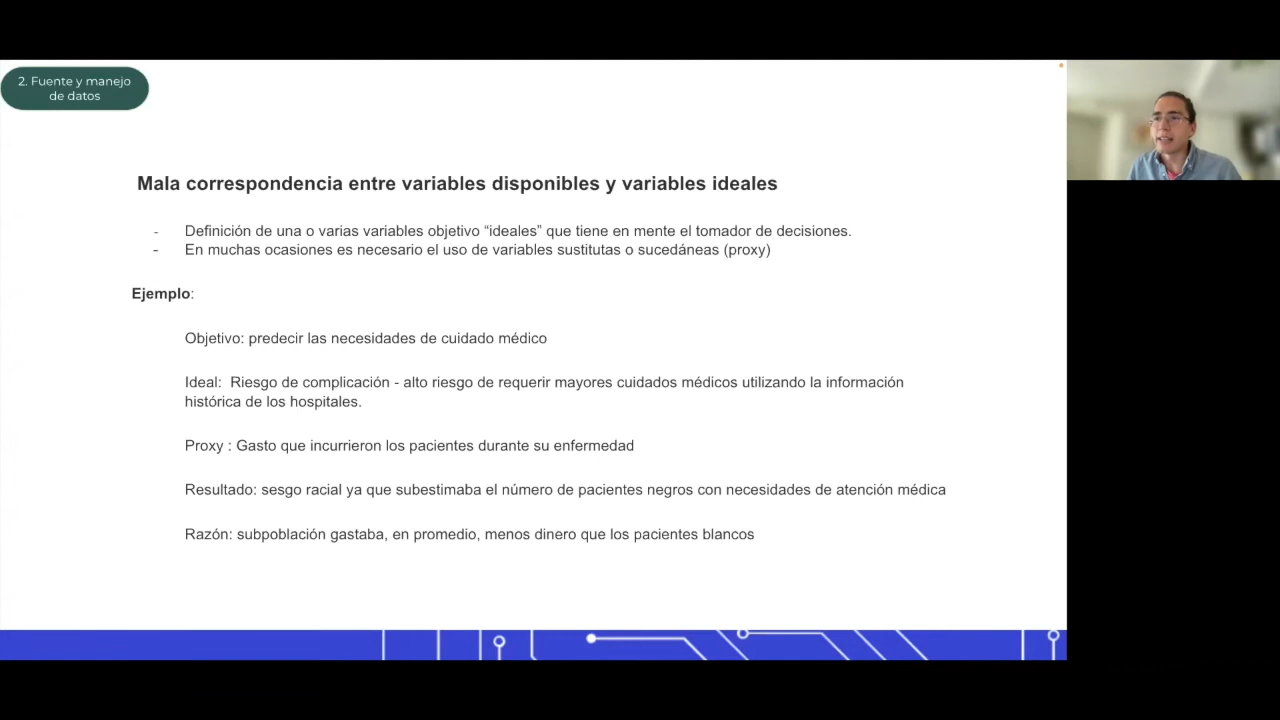 2. Fuente y manejo
de datos
Mala correspondencia entre variables disponibles y variables ideales
- Definición de una o varias variables objetivo “ideales” que tiene en mente el tomador de decisiones.
- En muchas ocasiones es necesario el uso de variables sustitutas o sucedáneas (proxy)
Ejemplo:
Objetivo: predecir las necesidades de cuidado médico
Ideal: Riesgo de complicación - alto riesgo de requerir mayores cuidados médicos utilizando la información
histórica de los hospitales.
Proxy : Gasto que incurrieron los pacientes durante su enfermedad
Resultado: sesgo racial ya que subestimaba el número de pacientes negros con necesidades de atención médica
Razón: subpoblación gastaba, en promedio, menos dinero que los pacientes blancos